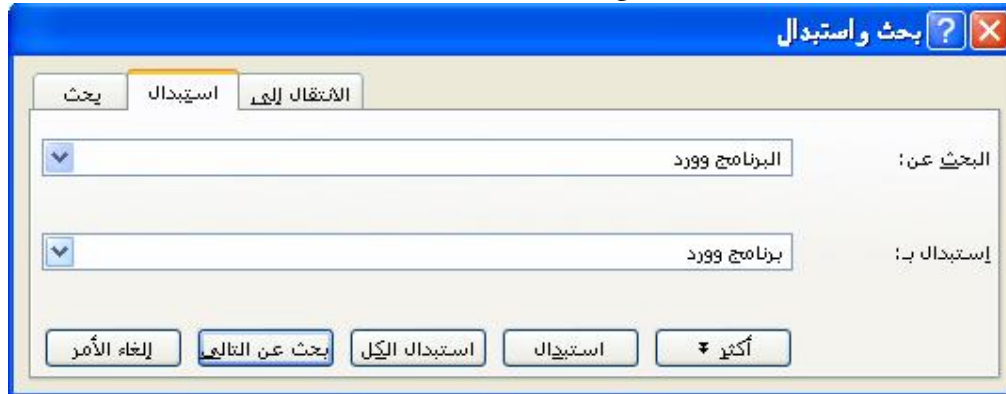 بحث واستبدال
بحث استبدال الانتقال إلى
البحث عن: البرنامج وورد
إستبدال بـ: برنامج وورد
أكثر استبدال استبدال الكل بحث عن التالي إلغاء الأمر